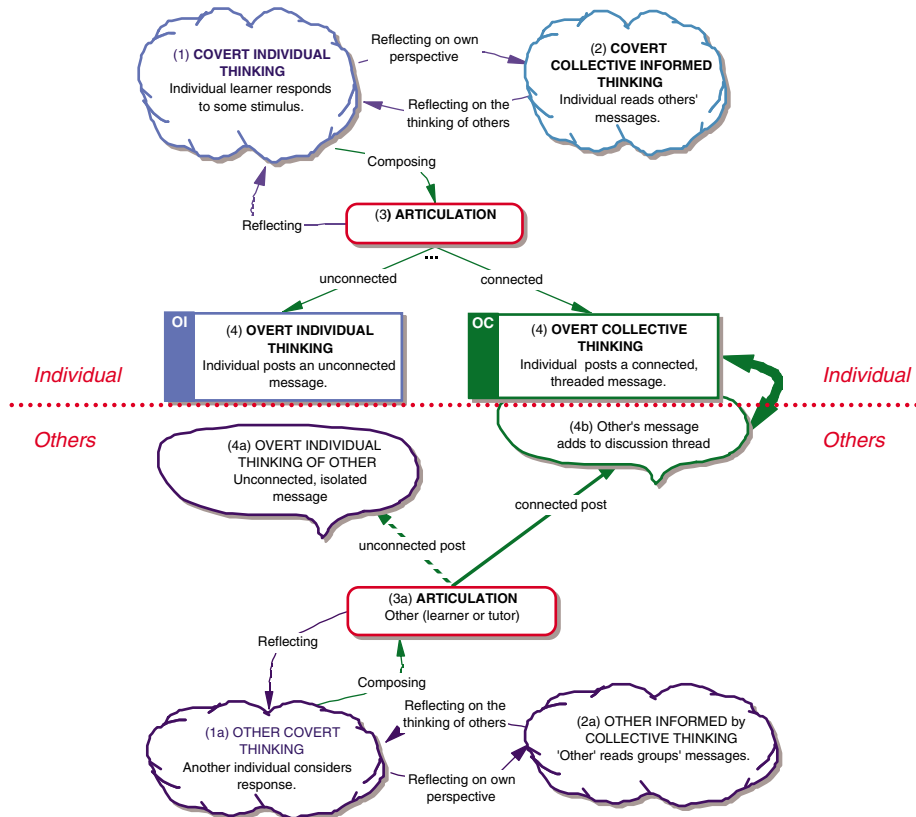 (1) COVERT INDIVIDUAL
THINKING
Individual learner responds
to some stimulus.
Reflecting on own
perspective
(2) COVERT
COLLECTIVE INFORMED
THINKING
Individual reads others'
messages.
Reflecting on the
thinking of others
Composing
Reflecting
(3) ARTICULATION
...
unconnected
connected
OI
(4) OVERT INDIVIDUAL
THINKING
Individual posts an unconnected
message.
OC
(4) OVERT COLLECTIVE
THINKING
Individual posts a connected,
threaded message.
Individual
Individual
Others
Others
(4a) OVERT INDIVIDUAL
THINKING OF OTHER
Unconnected, isolated
message
(4b) Other's message
adds to discussion thread
connected post
unconnected post
(3a) ARTICULATION
Other (learner or tutor)
Reflecting
Composing
(1a) OTHER COVERT
THINKING
Another individual considers
response.
Reflecting on the
thinking of others
(2a) OTHER INFORMED by
COLLECTIVE THINKING
'Other' reads groups' messages.
Reflecting on own
perspective